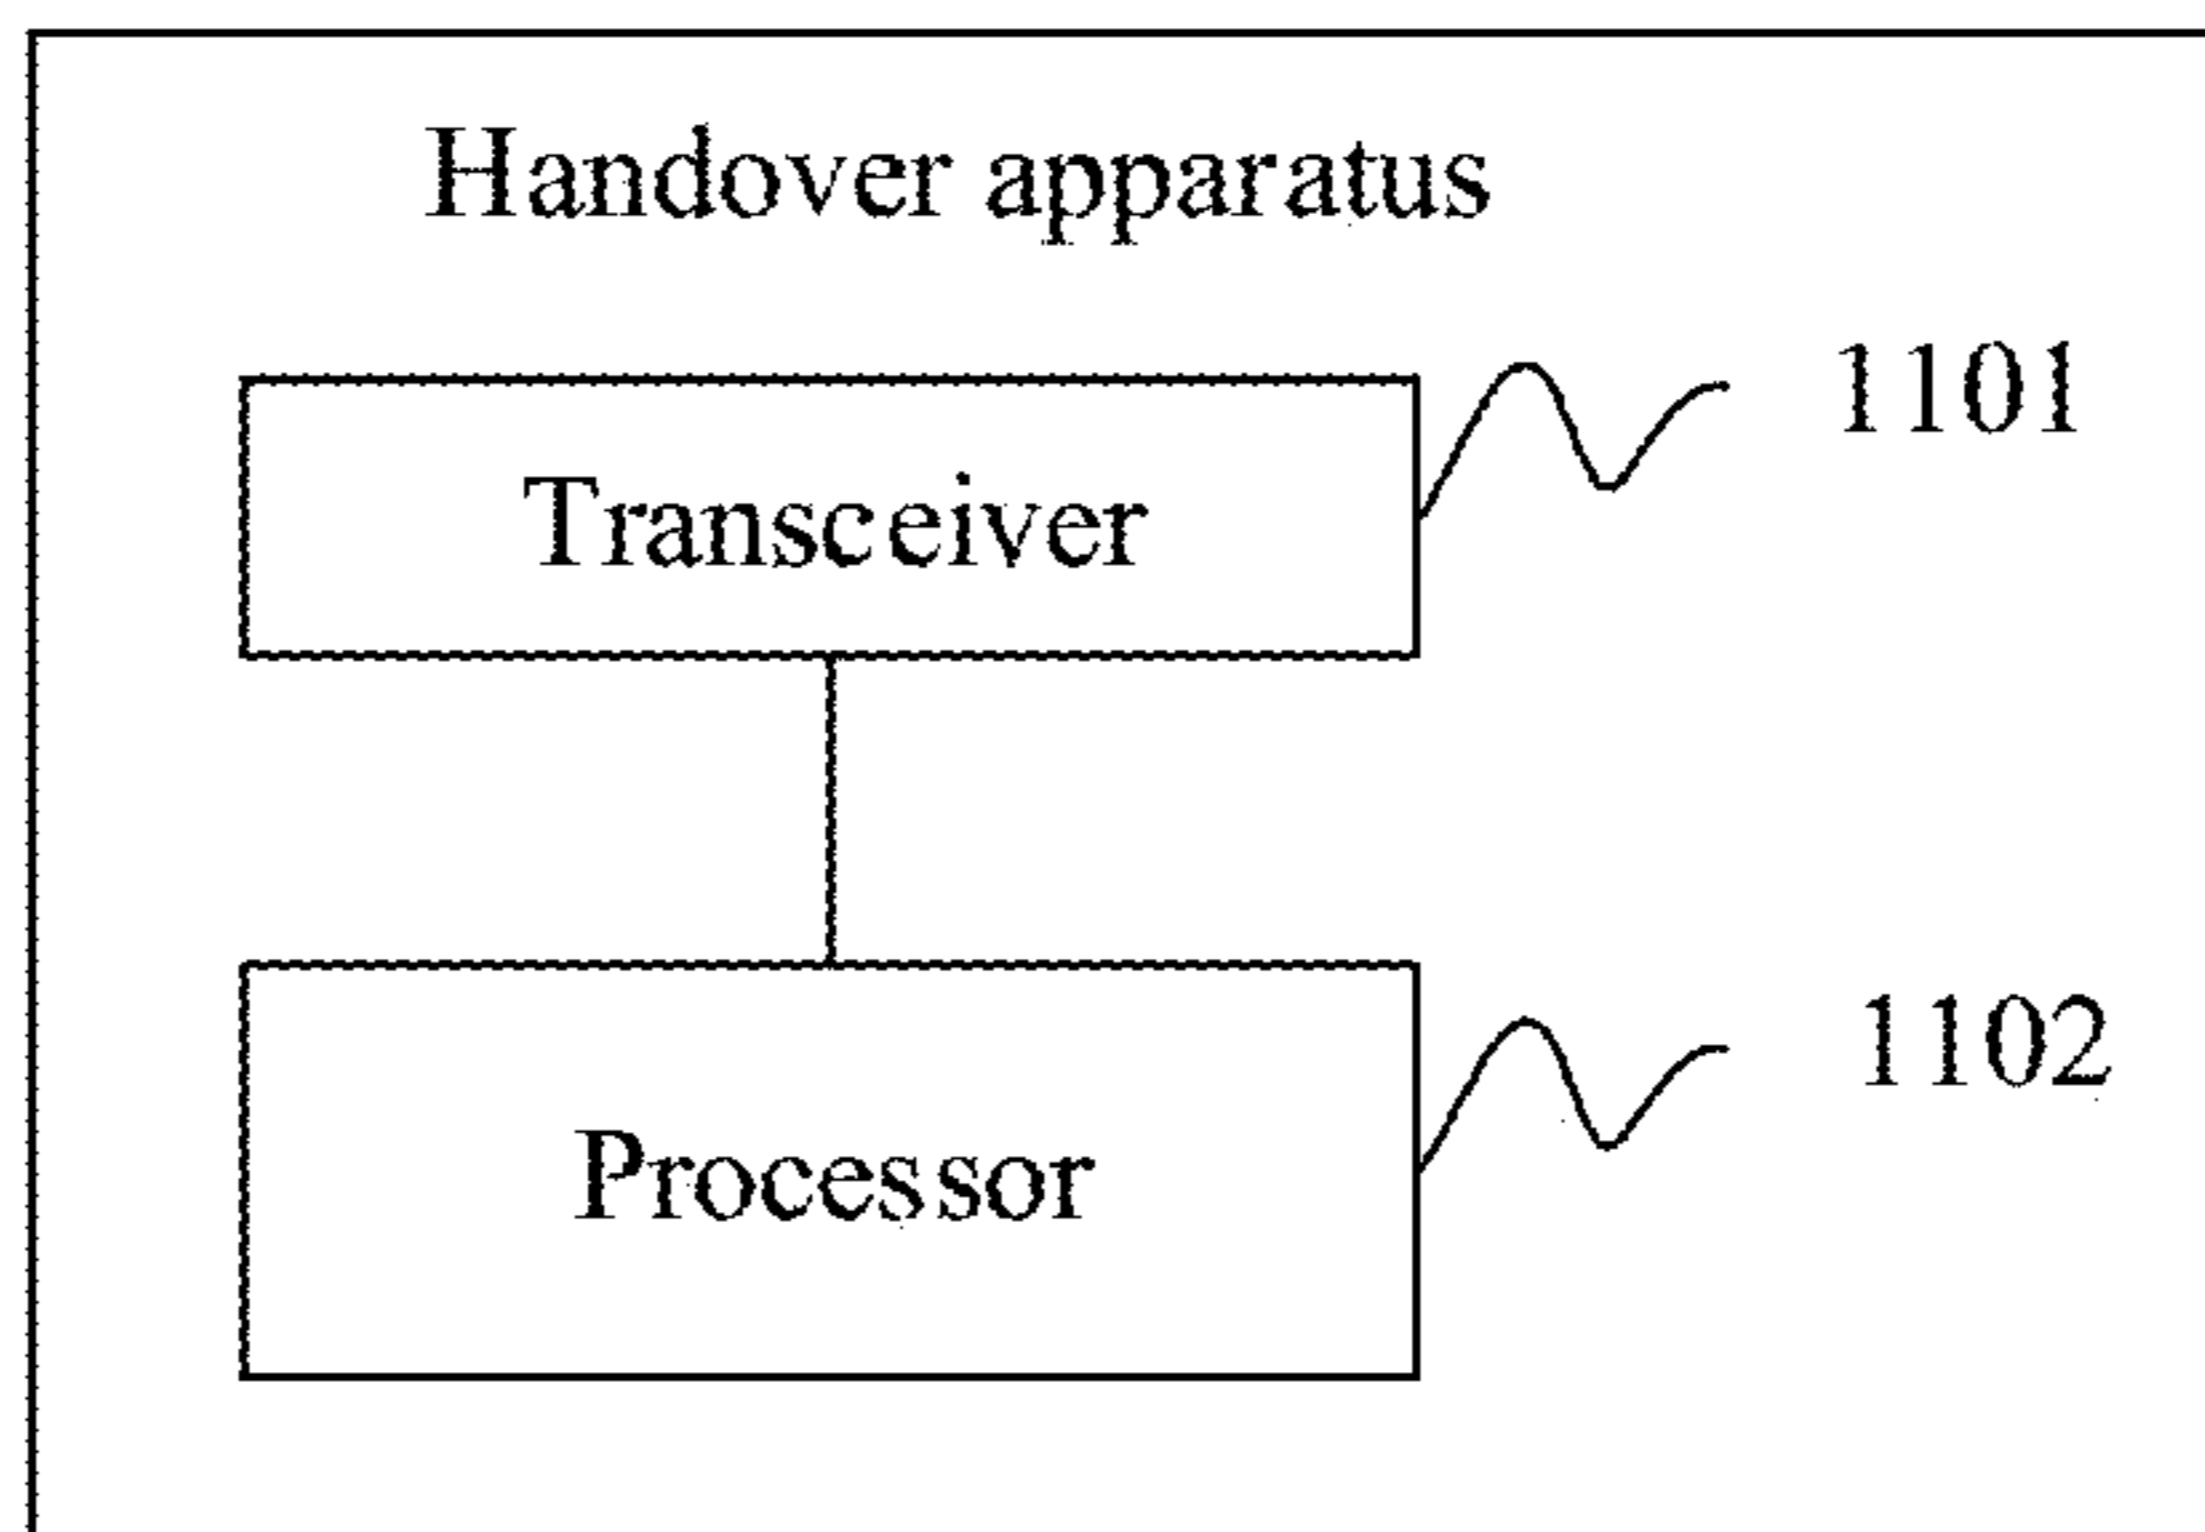 Handover apparatus
1101
Transceiver
1102
Processor